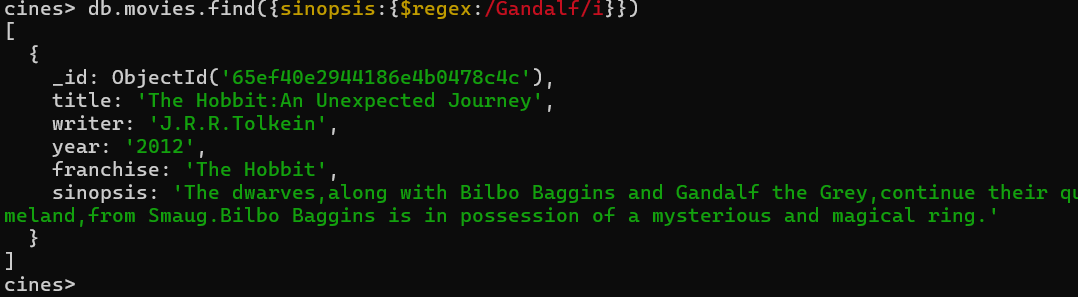 cines> db.movies.find({sinopsis:{$regex:/Gandalf/i}})
[
  {
    _id: ObjectId('65ef40e2944186e4b0478c4c'),
    title: 'The Hobbit:An Unexpected Journey',
    writer: 'J.R.R.Tolkein',
    year: '2012',
    franchise: 'The Hobbit',
    sinopsis: 'The dwarves,along with Bilbo Baggins and Gandalf the Grey,continue their qu
meland,from Smaug.Bilbo Baggins is in possession of a mysterious and magical ring.'
  }
]
cines>